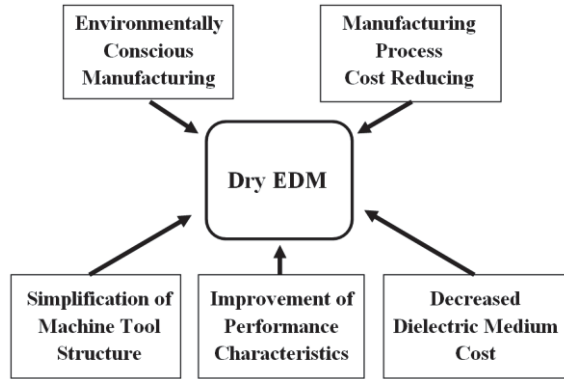 Environmentally
Conscious
Manufacturing
Manufacturing
Process
Cost Reducing
Dry EDM
Simplification of
Machine Tool
Structure
Improvement of
Performance
Characteristics
Decreased
Dielectric Medium
Cost